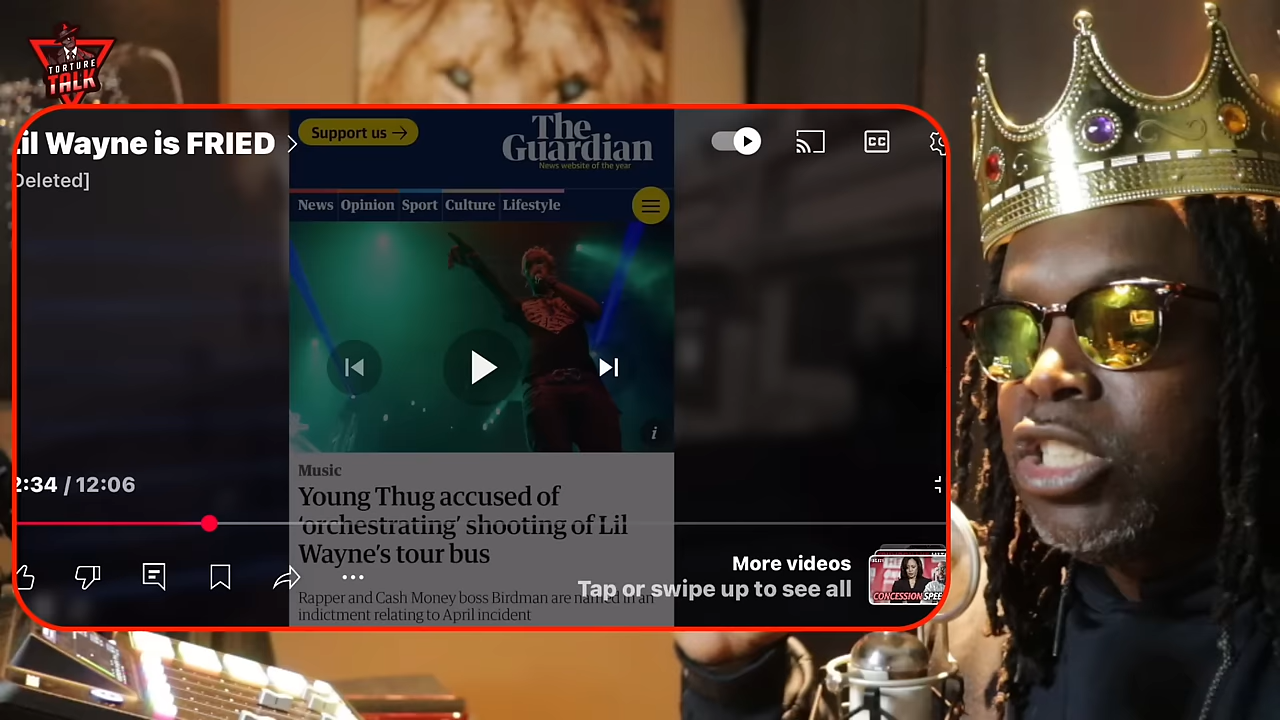 TORTURE
TALK
Lil Wayne is FRIED
Deleted]
Support us →
The
Guardian
News website of the year
CC
News
Opinion
Sport
Culture
Lifestyle
i
2:34 / 12:06
Music
Young Thug accused of
‘orchestrating’ shooting of Lil
Wayne’s tour bus
Rapper and Cash Money boss Birdman are named in an
indictment relating to April incident
More videos
Tap or swipe up to see all
CONCESSION SPEE